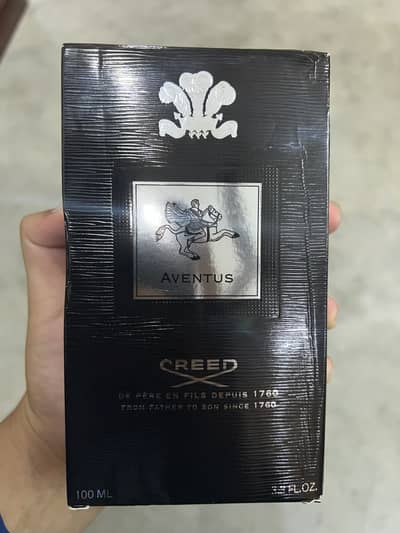 AVENTUS
CREED
DE PÈRE EN FILS DEPUIS 1760
FROM FATHER TO SON SINCE 1760
100 ML
3.3 FL.OZ.